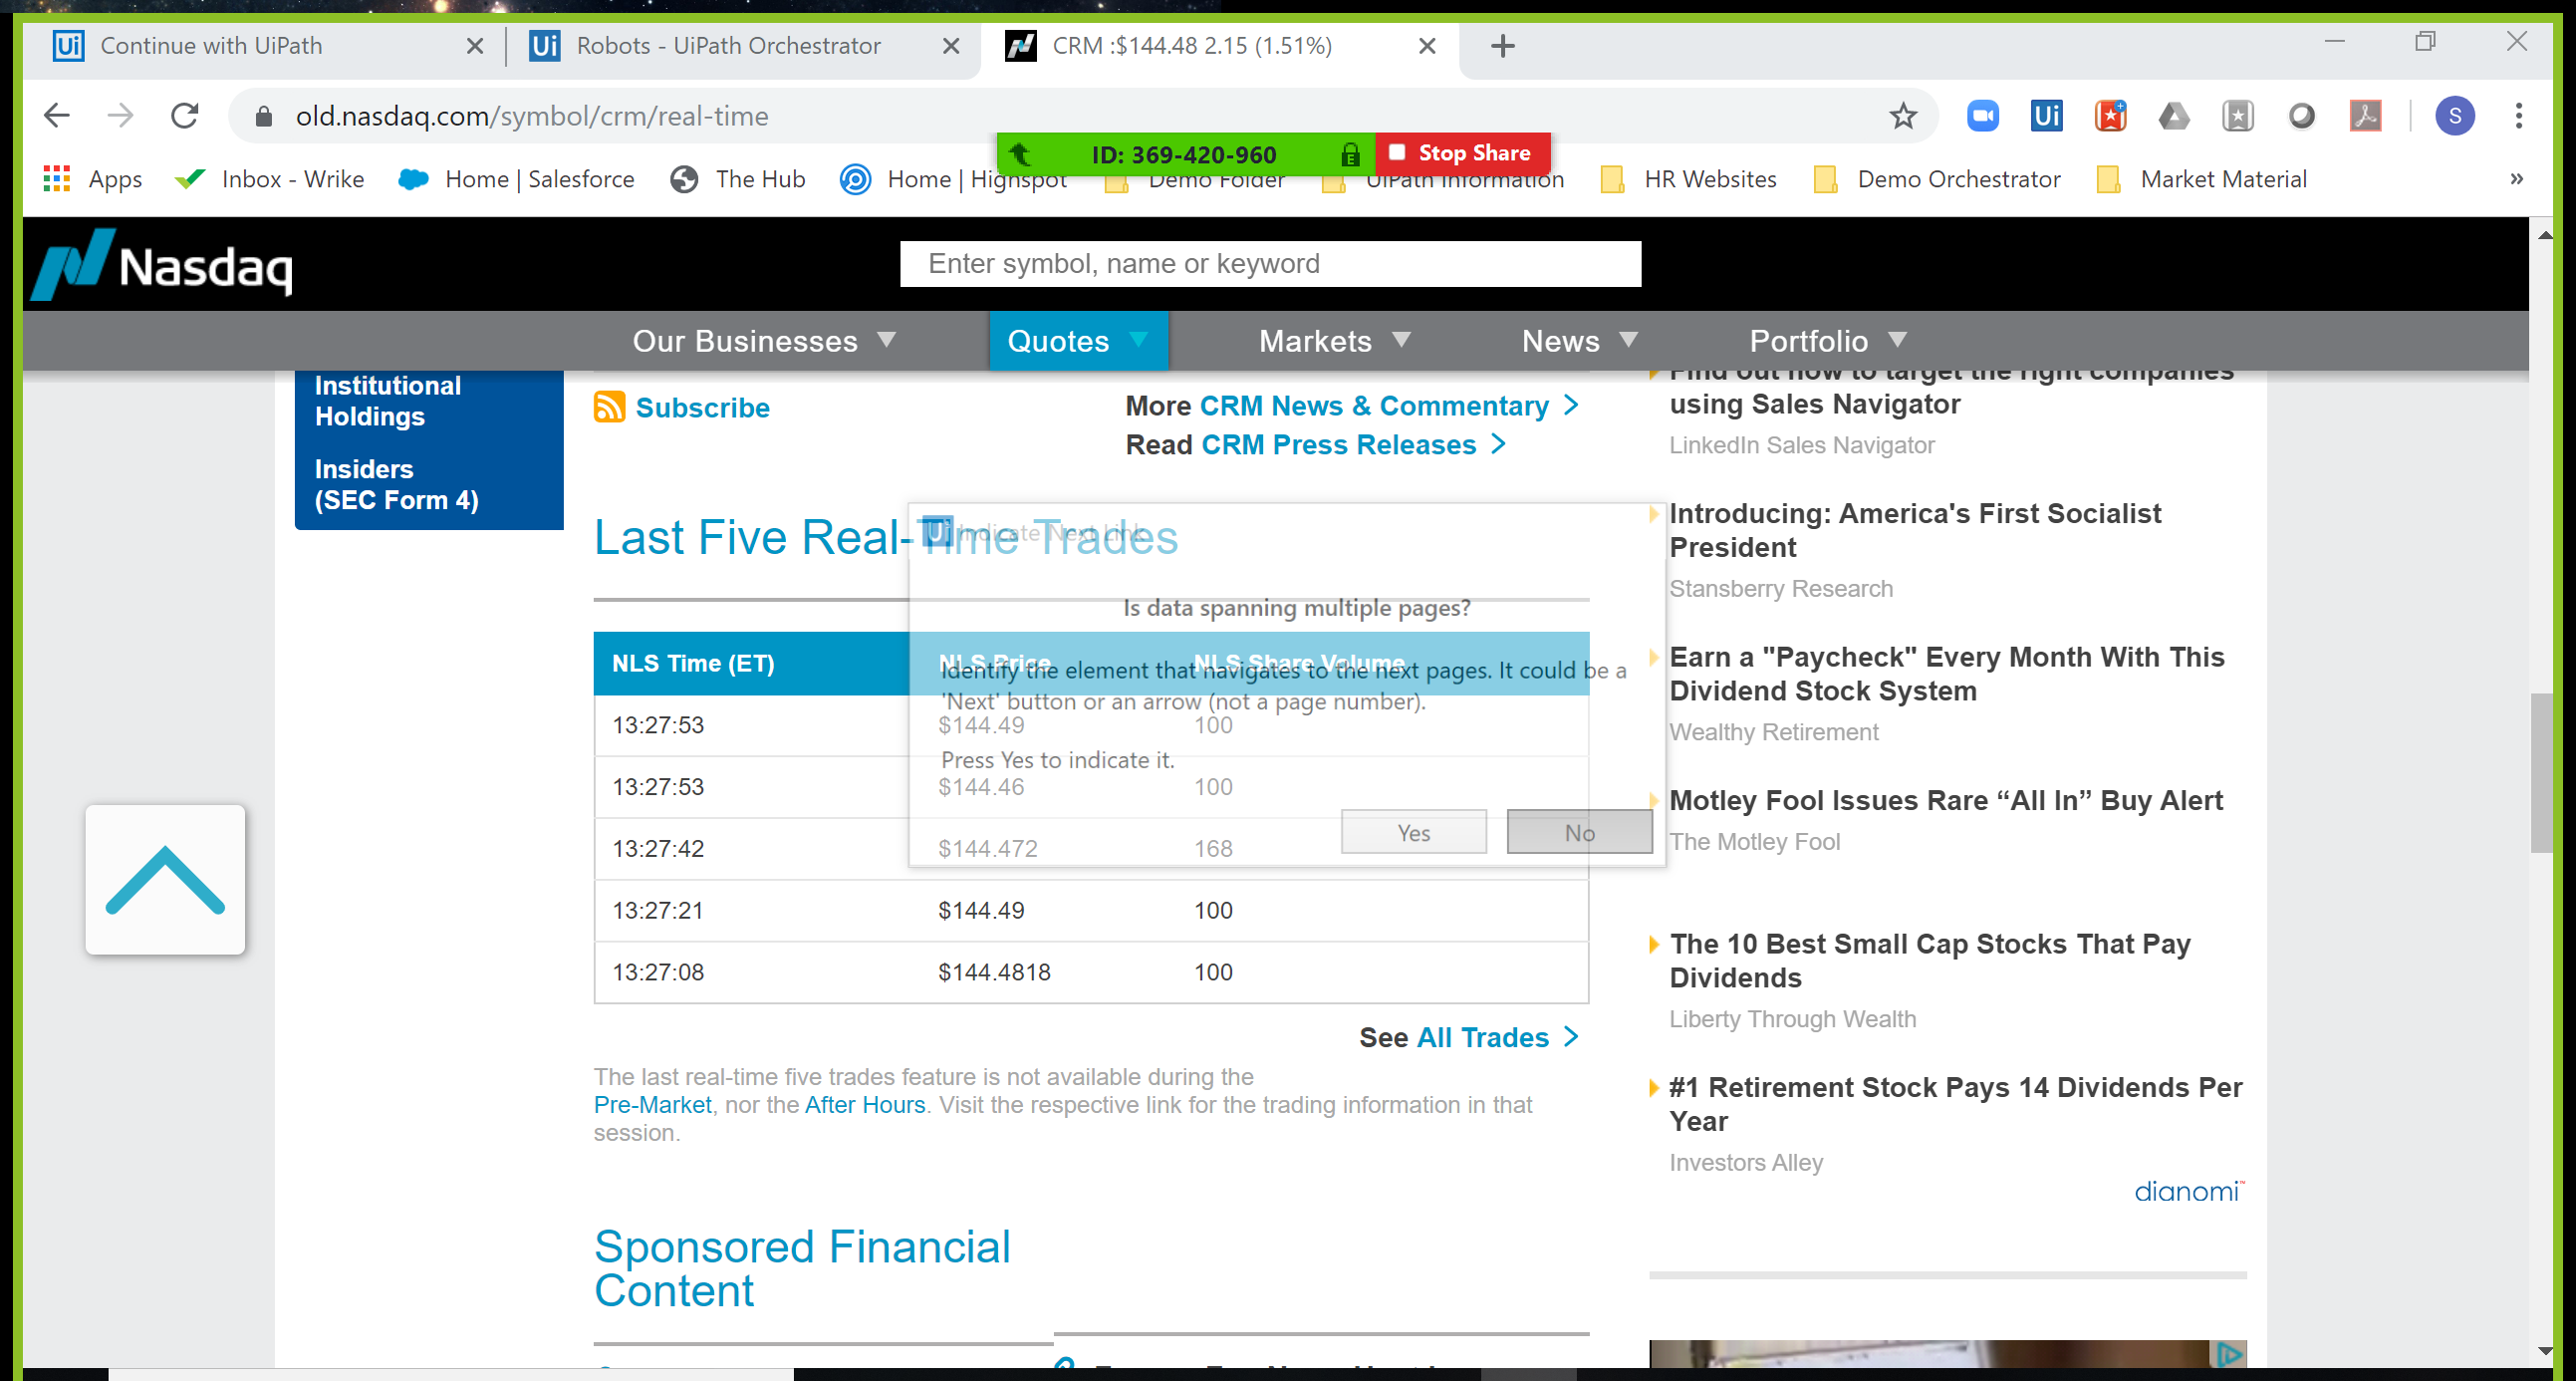 Continue with UiPath
Robots - UiPath Orchestrator
CRM :$144.48 2.15 (1.51%)
old.nasdaq.com/symbol/crm/real-time
S
ID: 369-420-960
Stop Share
Apps
Inbox - Wrike
Home | Salesforce
The Hub
Home | Highspot
Demo Folder
UiPath Information
HR Websites
Demo Orchestrator
Market Material
»
Nasdaq
Enter symbol, name or keyword
Our Businesses
Quotes
Markets
News
Portfolio
Institutional
Holdings
Insiders
(SEC Form 4)
Subscribe
More CRM News & Commentary >
Read CRM Press Releases >
Last Five Real-Time Trades
Ui Indicate Next Link
Is data spanning multiple pages?
Identify the element that navigates to the next pages. It could be a
'Next' button or an arrow (not a page number).
Press Yes to indicate it.
Yes
No
NLS Time (ET) NLS Price NLS Share Volume
13:27:53 $144.49 100
13:27:53 $144.46 100
13:27:42 $144.472 168
13:27:21 $144.49 100
13:27:08 $144.4818 100
See All Trades >
The last real-time five trades feature is not available during the
Pre-Market, nor the After Hours. Visit the respective link for the trading information in that
session.
Sponsored Financial
Content
Find out how to target the right companies
using Sales Navigator
LinkedIn Sales Navigator
Introducing: America's First Socialist
President
Stansberry Research
Earn a "Paycheck" Every Month With This
Dividend Stock System
Wealthy Retirement
Motley Fool Issues Rare “All In” Buy Alert
The Motley Fool
The 10 Best Small Cap Stocks That Pay
Dividends
Liberty Through Wealth
#1 Retirement Stock Pays 14 Dividends Per
Year
Investors Alley
dianomi™